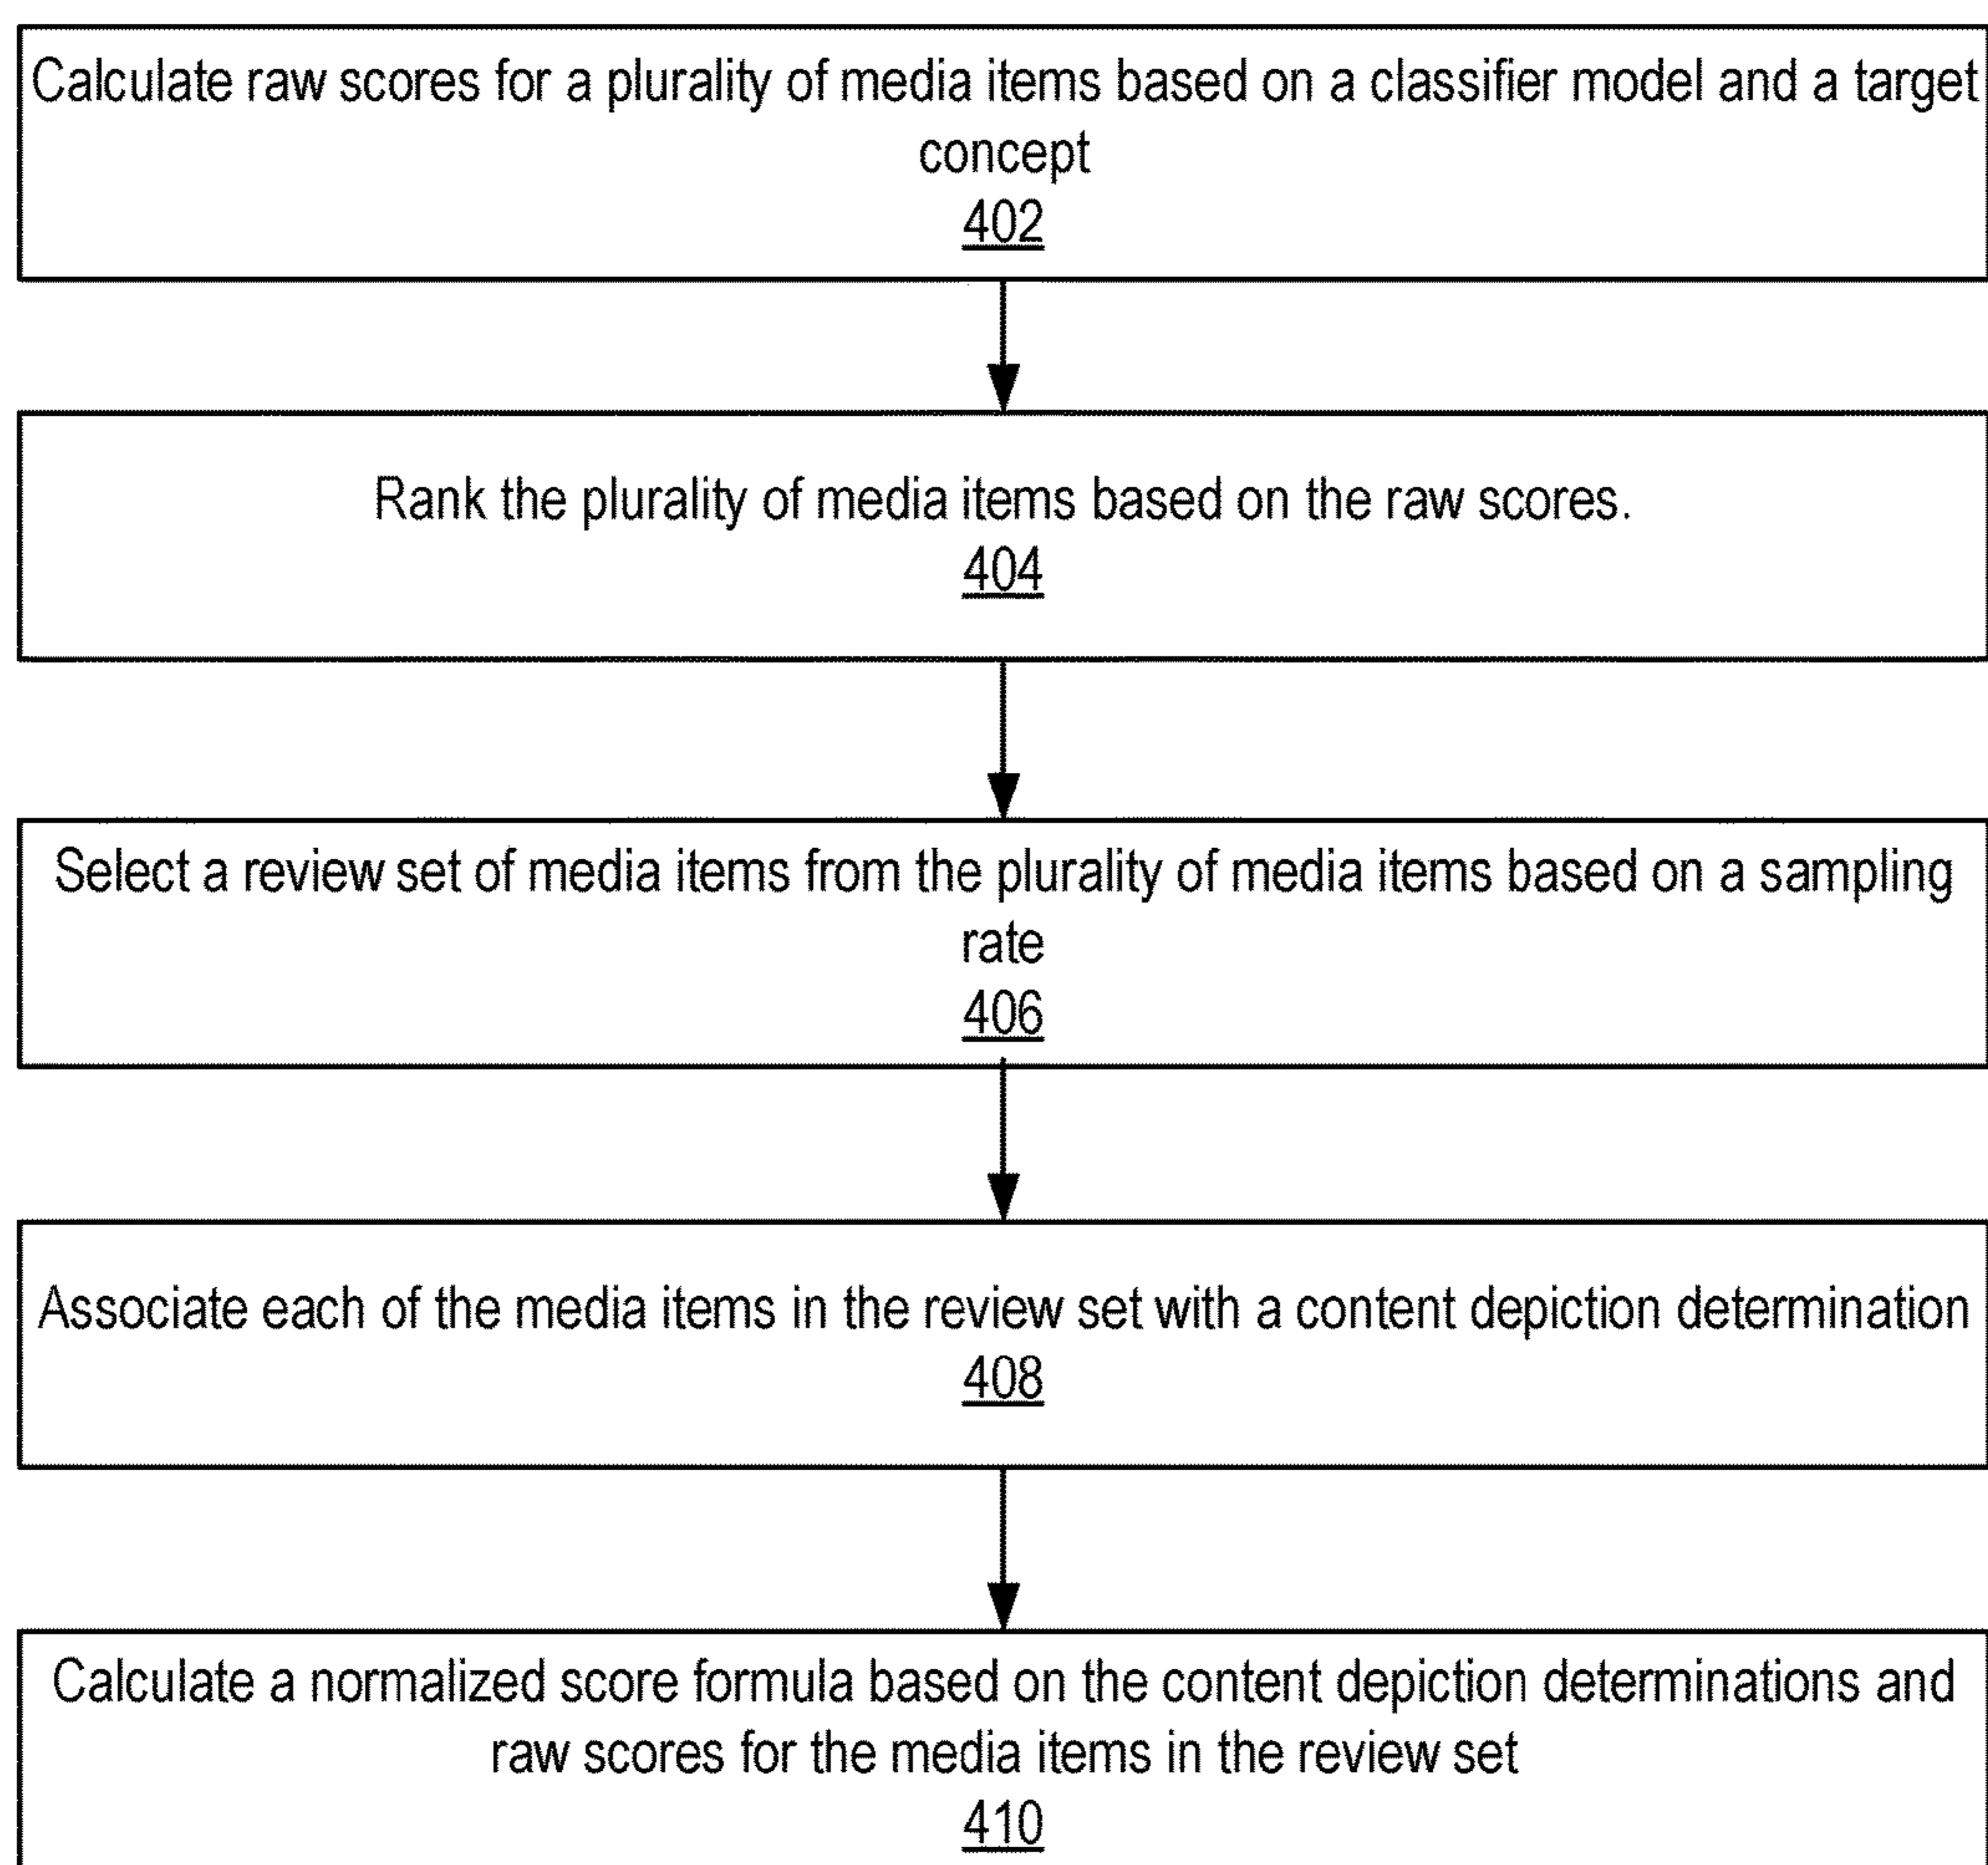 Calculate raw scores for a plurality of media items based on a classifier model and a target
concept
402
Rank the plurality of media items based on the raw scores.
404
Select a review set of media items from the plurality of media items based on a sampling
rate
406
Associate each of the media items in the review set with a content depiction determination
408
Calculate a normalized score formula based on the content depiction determinations and
raw scores for the media items in the review set
410